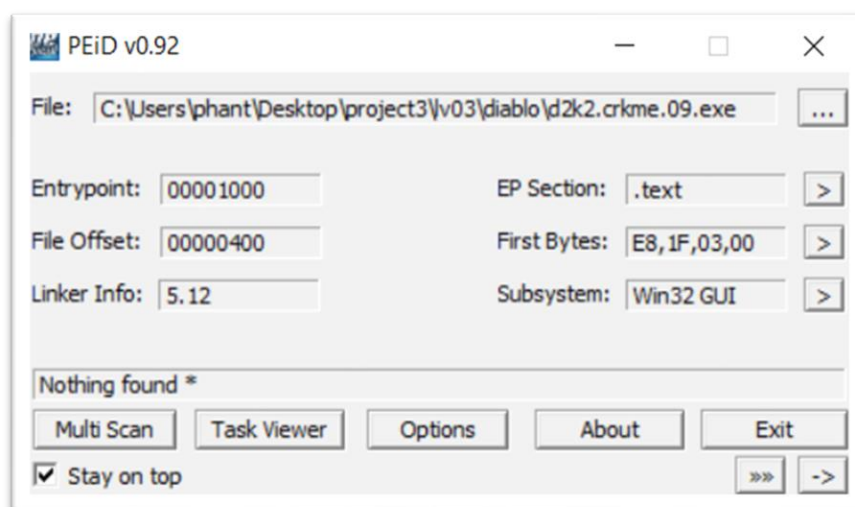 PEiD v0.92
File: C:\Users\phant\Desktop\project3\lv03\diablo\d2k2.crkme.09.exe ...
Entrypoint: 00001000 EP Section: .text >
File Offset: 00000400 First Bytes: E8,1F,03,00 >
Linker Info: 5.12 Subsystem: Win32 GUI >
Nothing found *
Multi Scan Task Viewer Options About Exit
Stay on top »» ->